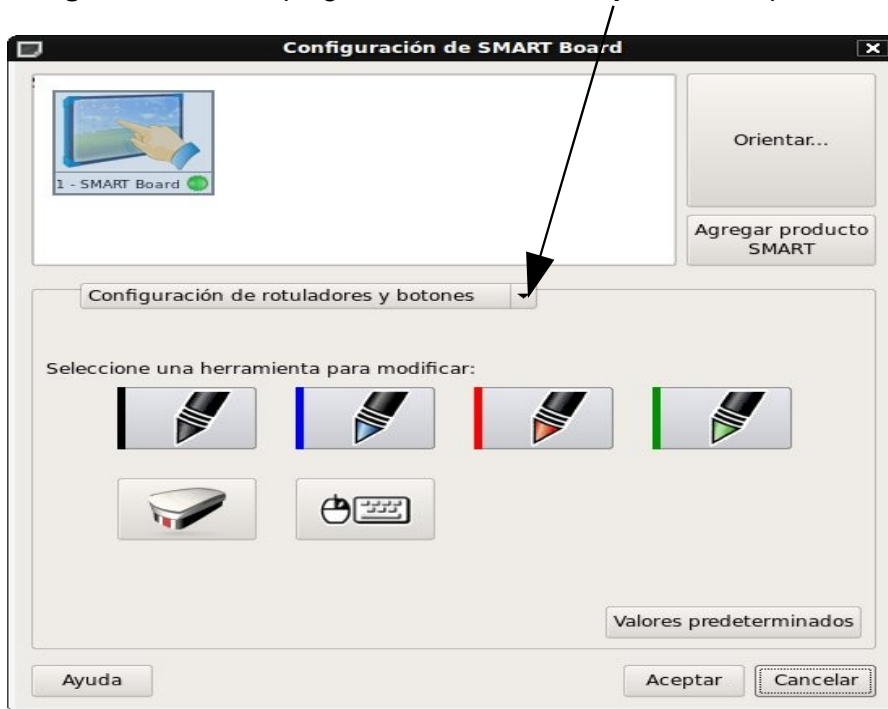 Configuración de SMART Board
1 - SMART Board
Orientar...
Agregar producto
SMART
Configuración de rotuladores y botones
Seleccione una herramienta para modificar:
Valores predeterminados
Ayuda
Aceptar
Cancelar